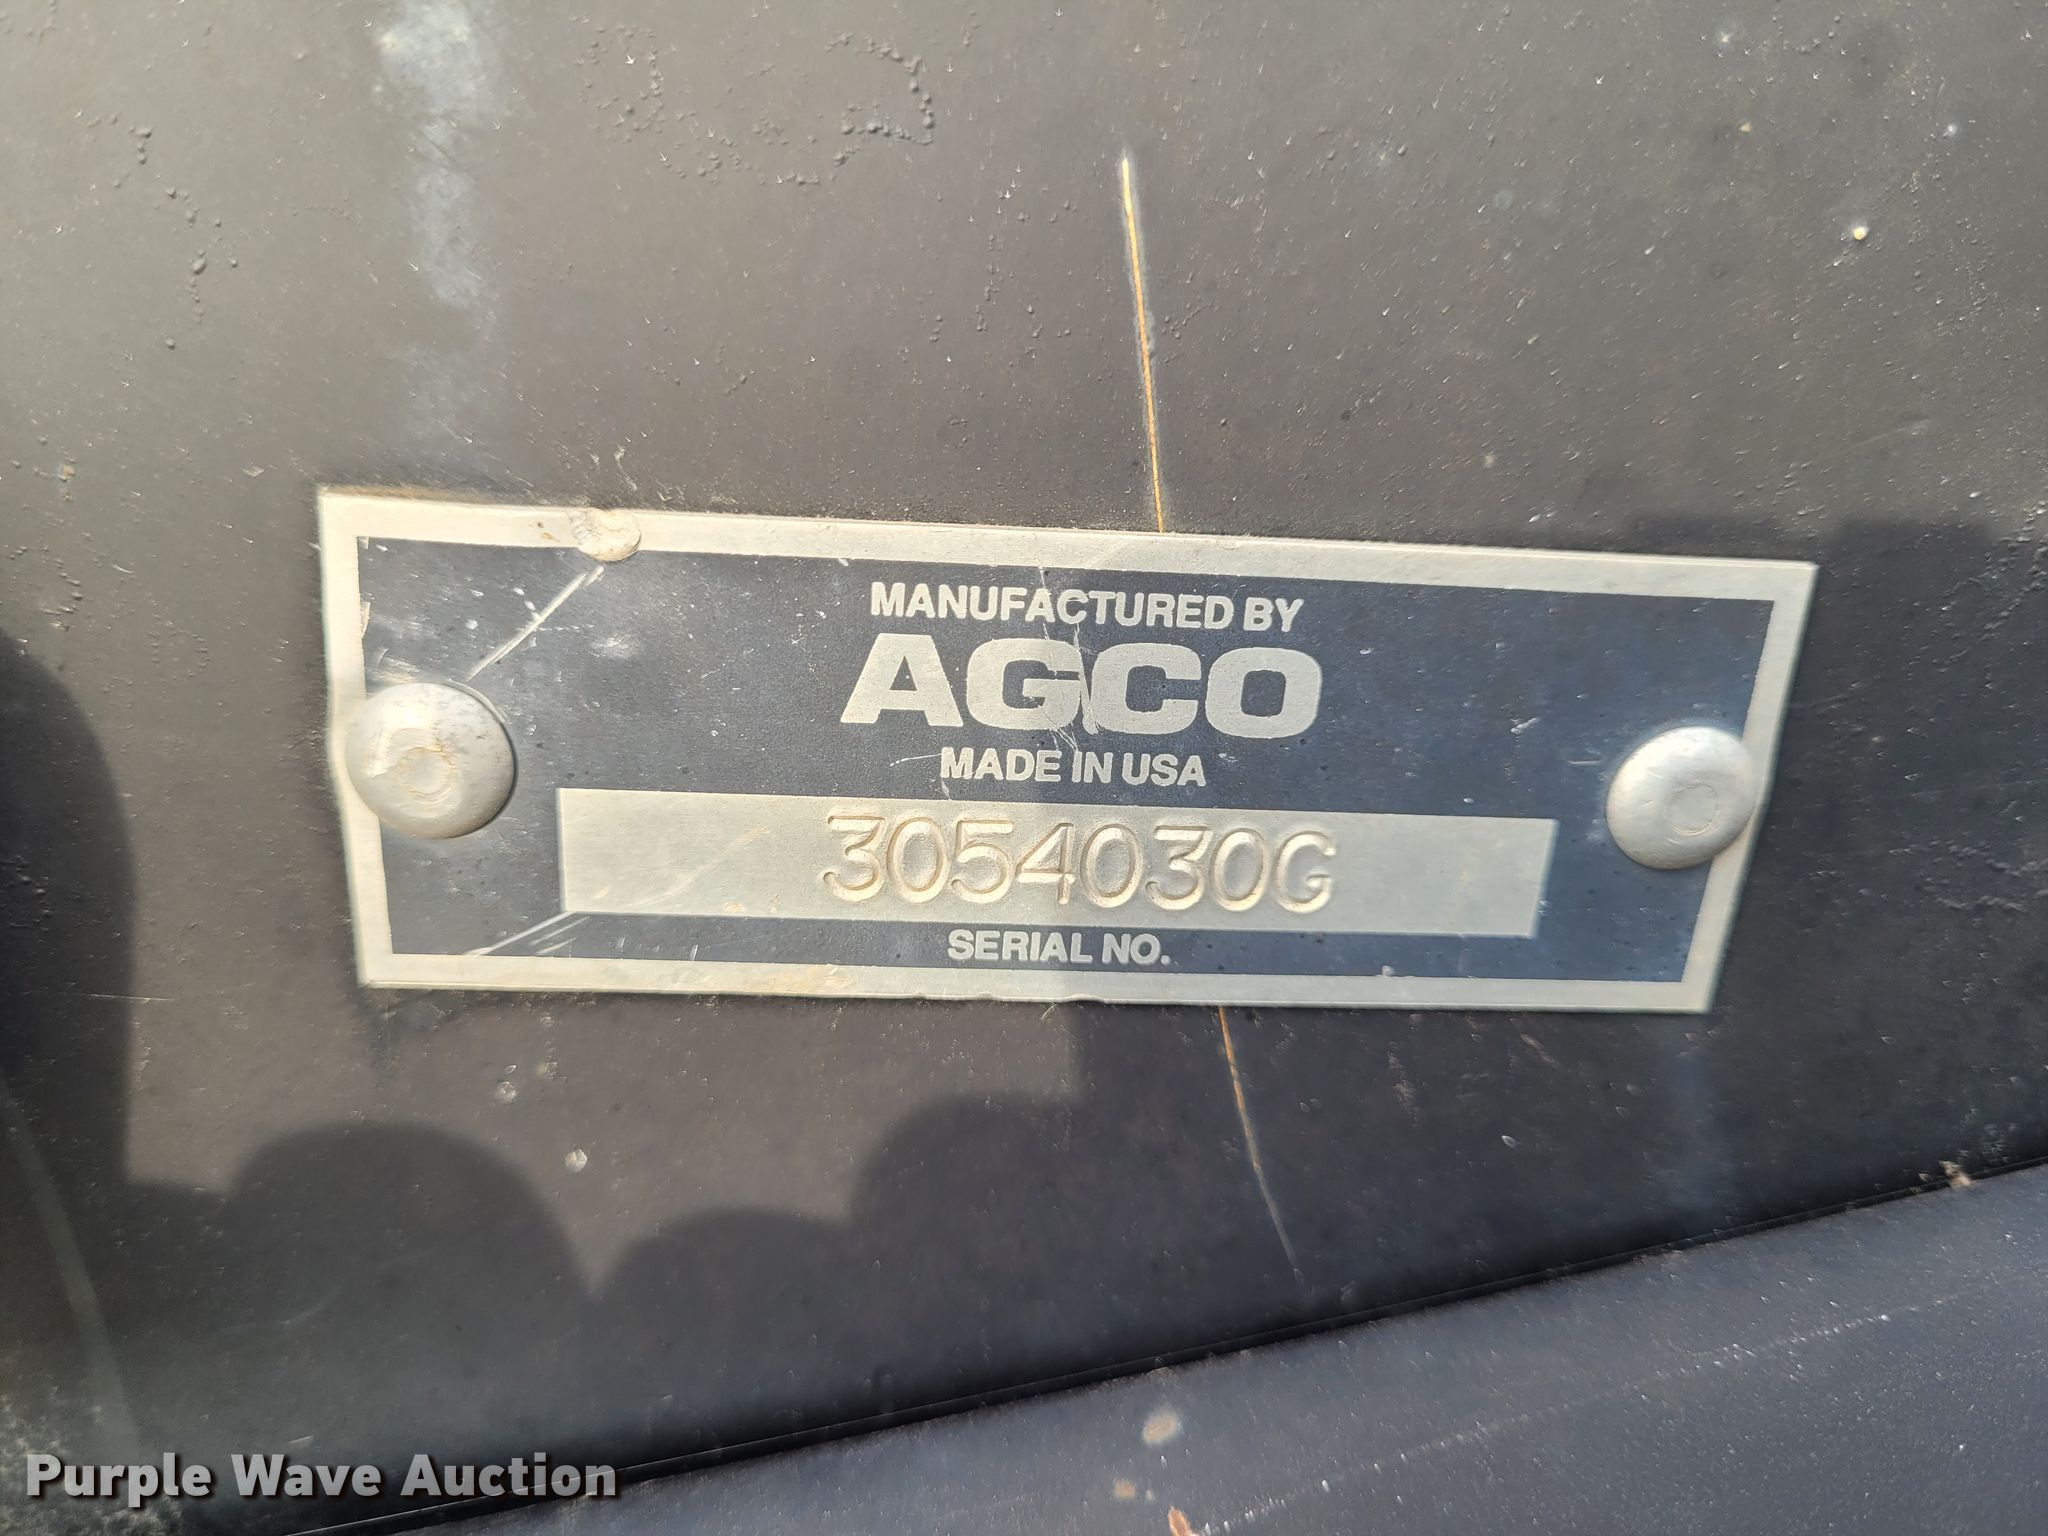 MANUFACTURED BY
AGCO
MADE IN USA
3054030G
SERIAL NO.
Purple Wave Auction